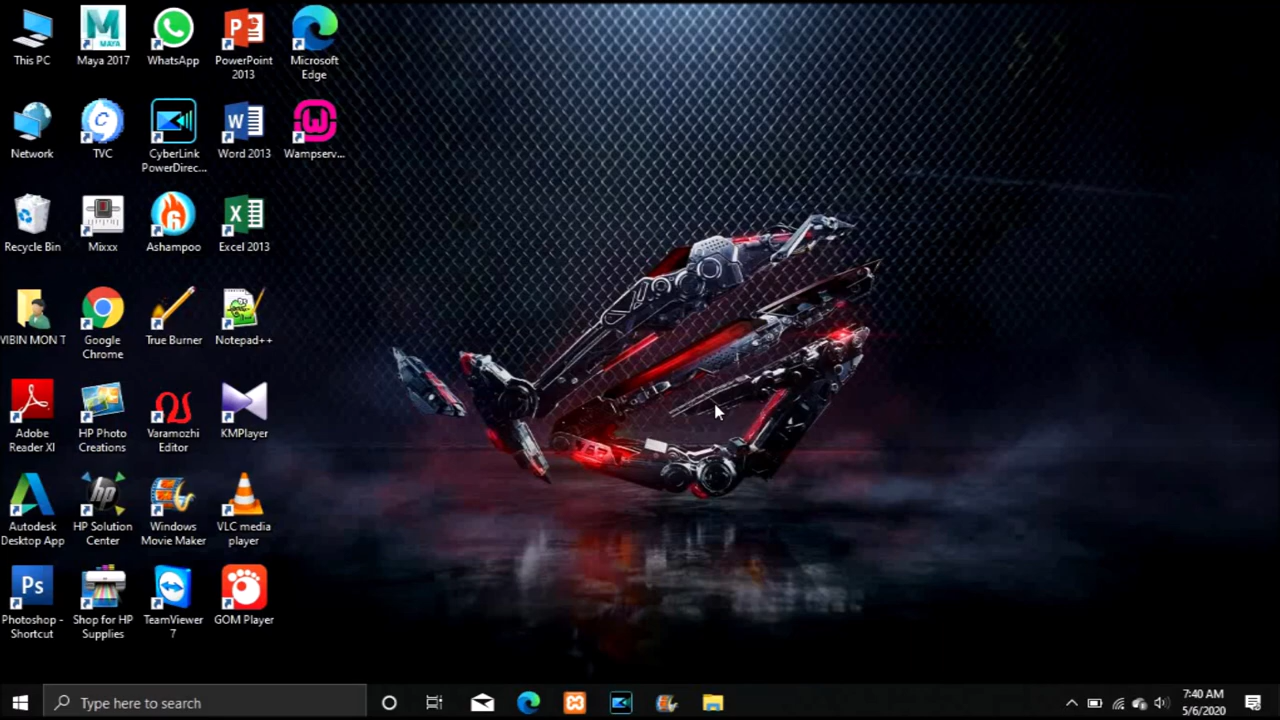 This PC
Maya 2017
WhatsApp
PowerPoint
2013
Microsoft
Edge
Network
TVC
CyberLink
PowerDirec...
Word 2013
Wampserv...
Recycle Bin
Mixxx
Ashampoo
Excel 2013
VIBIN MON T
Google
Chrome
True Burner
Notepad++
Adobe
Reader XI
HP Photo
Creations
Varamozhi
Editor
KMPlayer
Autodesk
Desktop App
HP Solution
Center
Windows
Movie Maker
VLC media
player
Photoshop -
Shortcut
Shop for HP
Supplies
TeamViewer
7
GOM Player
Type here to search
7:40 AM
5/6/2020